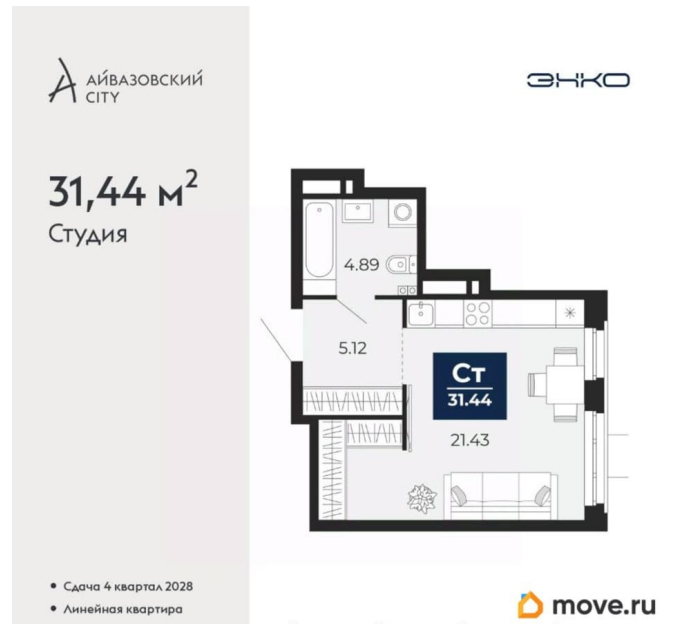 АЙВАЗОВСКИЙ
CITY
ЭНКО
31,44 м²
Студия
4.89
5.12
Ст
31.44
21.43
• Сдача 4 квартал 2028
• Линейная квартира
move.ru